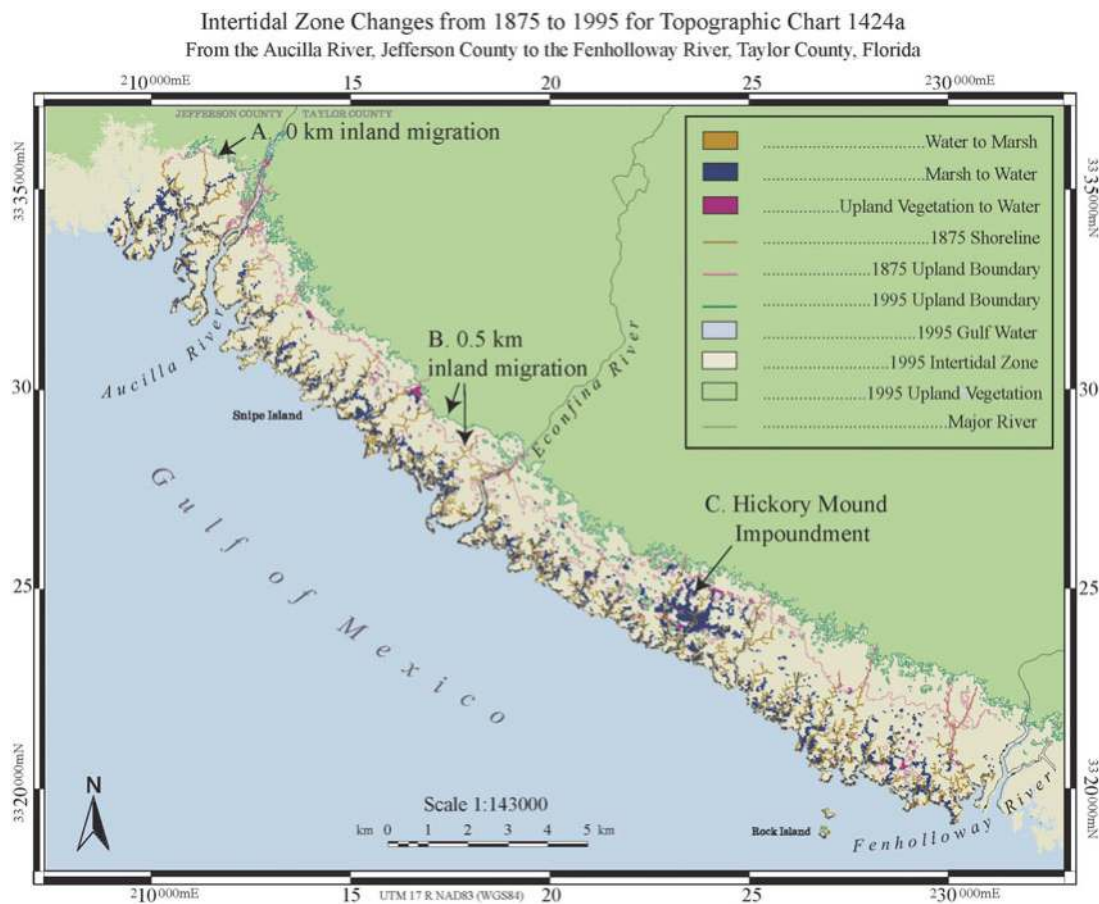 Intertidal Zone Changes from 1875 to 1995 for Topographic Chart 1424a
From the Aucilla River, Jefferson County to the Fenholloway River, Taylor County, Florida
210000mE 15 20 25 230000mE
JEFFERSON COUNTY TAYLOR COUNTY
A. 0 km inland migration
Water to Marsh
Marsh to Water
Upland Vegetation to Water
1875 Shoreline
1875 Upland Boundary
1995 Upland Boundary
1995 Gulf Water
1995 Intertidal Zone
1995 Upland Vegetation
Major River
3335000mN
3335000mN
B. 0.5 km
inland migration
Aucilla River
Econfina River
30
30
Snipe Island
Gulf of Mexico
C. Hickory Mound
Impoundment
25
25
3320000mN
3320000mN
N
Scale 1:143000
km 0 1 2 3 4 5 km
Rock Island
Fenholloway River
210000mE 15 UTM 17 R NAD83 (WGS84) 20 25 230000mE